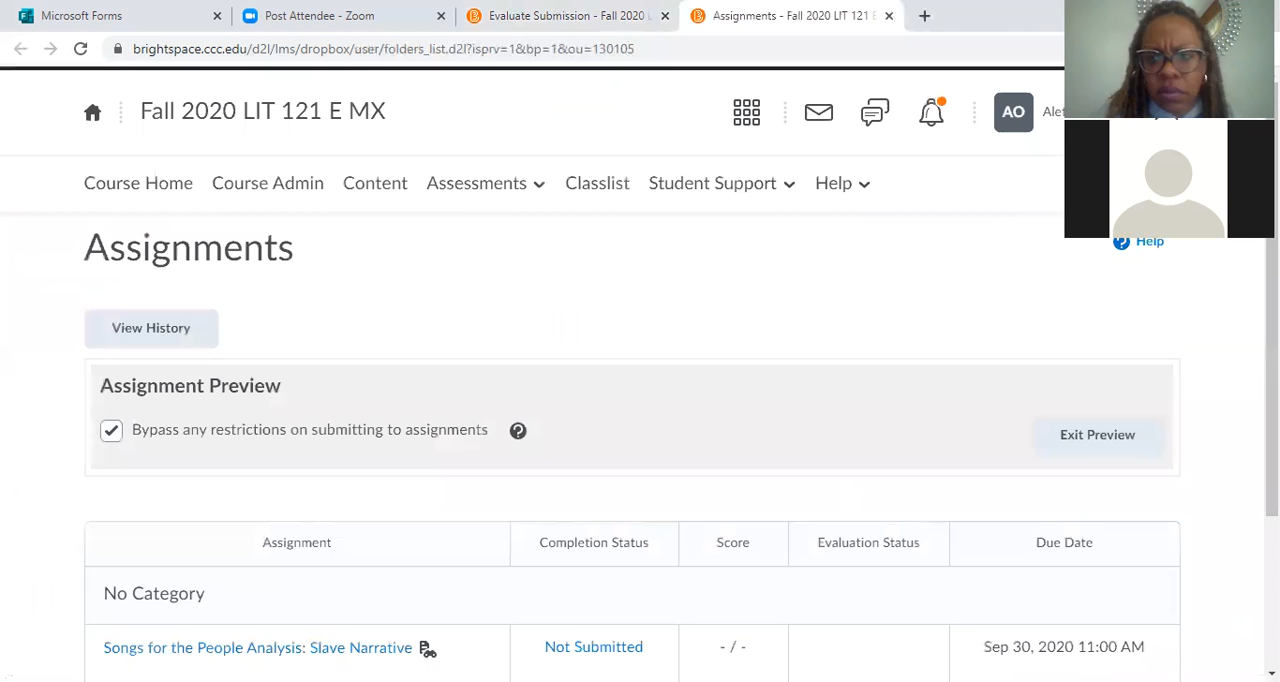 Microsoft Forms
Post Attendee - Zoom
Evaluate Submission - Fall 2020
Assignments - Fall 2020 LIT 121 E
brightspace.ccc.edu/d2l/lms/dropbox/user/folders_list.d2l?isprv=1&bp=1&ou=130105
Fall 2020 LIT 121 E MX
AO
Course Home Course Admin Content Assessments Classlist Student Support Help
Assignments
Help
View History
Assignment Preview
Bypass any restrictions on submitting to assignments
Exit Preview
Assignment Completion Status Score Evaluation Status Due Date
No Category
Songs for the People Analysis: Slave Narrative Not Submitted - / - Sep 30, 2020 11:00 AM